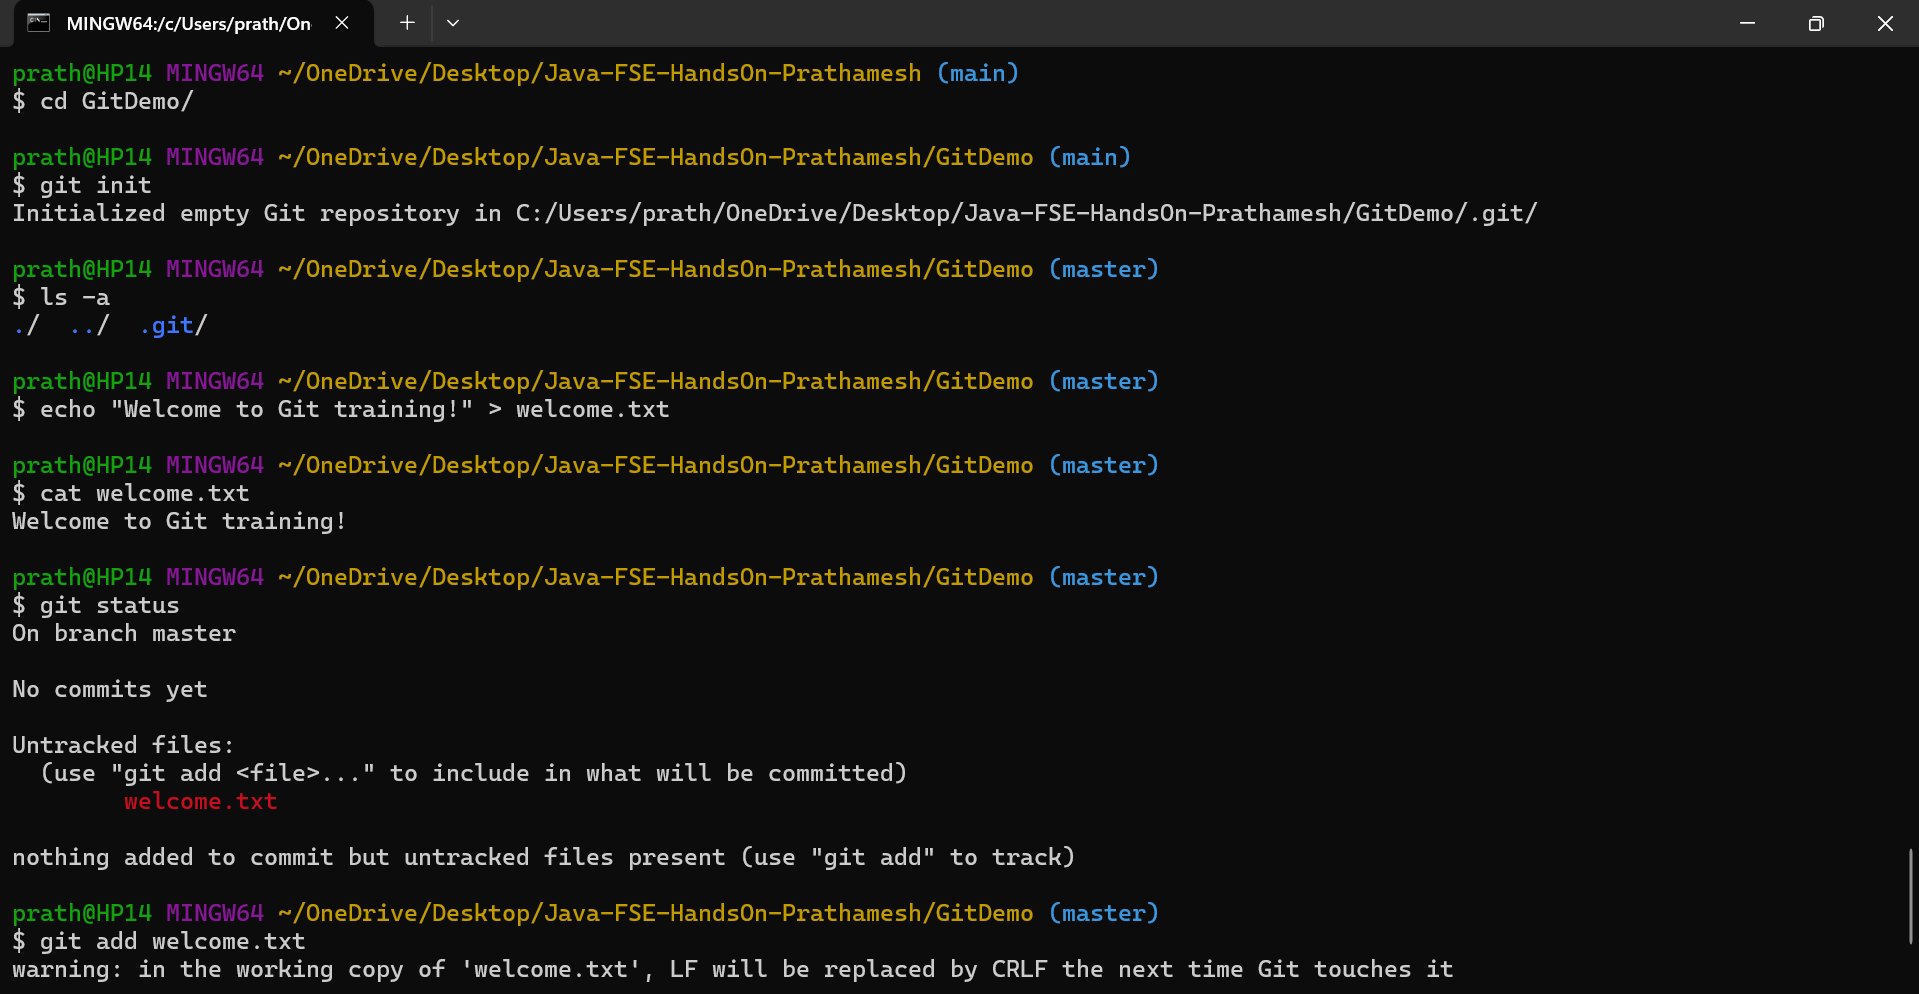 MINGW64:/c/Users/prath/On
prath@HP14 MINGW64 ~/OneDrive/Desktop/Java-FSE-HandsOn-Prathamesh (main)
$ cd GitDemo/
prath@HP14 MINGW64 ~/OneDrive/Desktop/Java-FSE-HandsOn-Prathamesh/GitDemo (main)
$ git init
Initialized empty Git repository in C:/Users/prath/OneDrive/Desktop/Java-FSE-HandsOn-Prathamesh/GitDemo/.git/
prath@HP14 MINGW64 ~/OneDrive/Desktop/Java-FSE-HandsOn-Prathamesh/GitDemo (master)
$ ls -a
./  ../  .git/
prath@HP14 MINGW64 ~/OneDrive/Desktop/Java-FSE-HandsOn-Prathamesh/GitDemo (master)
$ echo "Welcome to Git training!" > welcome.txt
prath@HP14 MINGW64 ~/OneDrive/Desktop/Java-FSE-HandsOn-Prathamesh/GitDemo (master)
$ cat welcome.txt
Welcome to Git training!
prath@HP14 MINGW64 ~/OneDrive/Desktop/Java-FSE-HandsOn-Prathamesh/GitDemo (master)
$ git status
On branch master
No commits yet
Untracked files:
  (use "git add <file>..." to include in what will be committed)
        welcome.txt
nothing added to commit but untracked files present (use "git add" to track)
prath@HP14 MINGW64 ~/OneDrive/Desktop/Java-FSE-HandsOn-Prathamesh/GitDemo (master)
$ git add welcome.txt
warning: in the working copy of 'welcome.txt', LF will be replaced by CRLF the next time Git touches it